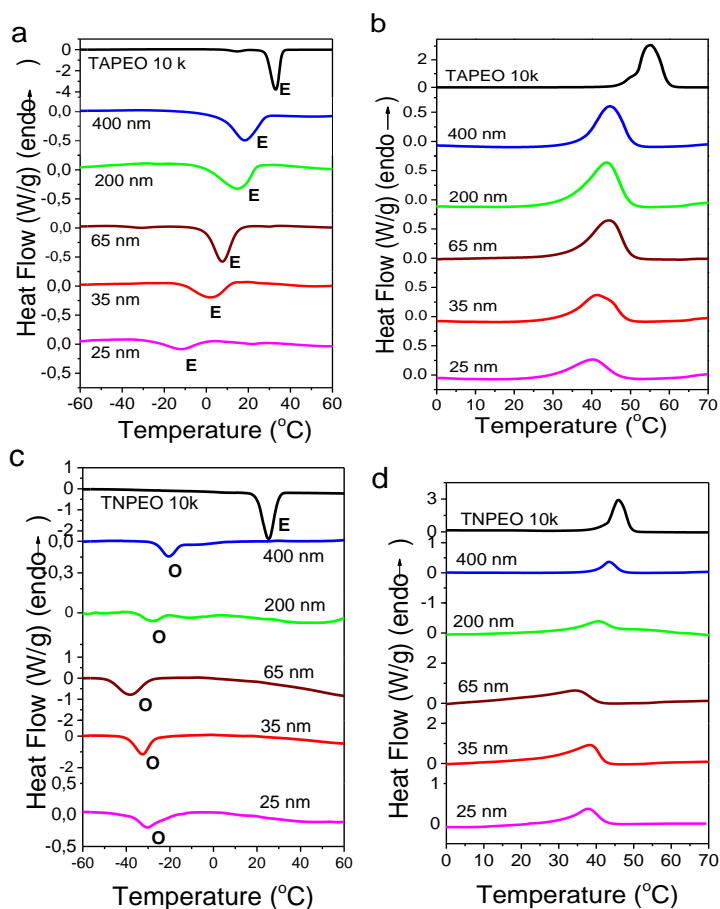 a
Heat Flow (W/g) (endo→)
0
-4
TAPEO 10 k
E
0,0
-0,5
400 nm
E
0,0
-0,5
200 nm
E
0,0
-0,5
65 nm
E
0,0
-0,5
35 nm
E
0,0
-0,5
25 nm
E
-60 -40 -20 0 20 40 60
Temperature (°C)
b
Heat Flow (W/g) (endo→)
2
0
TAPEO 10k
0.5
0.0
400 nm
0.5
0.0
200 nm
0.5
0.0
65 nm
0.5
0.0
35 nm
0.5
0.0
25 nm
0 10 20 30 40 50 60 70
Temperature (°C)
c
Heat Flow (W/g) (endo→)
1
0
-1
-2
TNPEO 10k
E
0,0
400 nm
O
0,3
0
200 nm
O
1
0
-1
-2
65 nm
O
0
-2
35 nm
O
0,0
-0,5
25 nm
O
-60 -40 -20 0 20 40 60
Temperature (°C)
d
Heat Flow (W/g) (endo→)
3
0
TNPEO 10k
1
0
400 nm
-1
1
0
200 nm
2
0
65 nm
2
0
35 nm
1
0
25 nm
0 10 20 30 40 50 60 70
Temperature (°C)